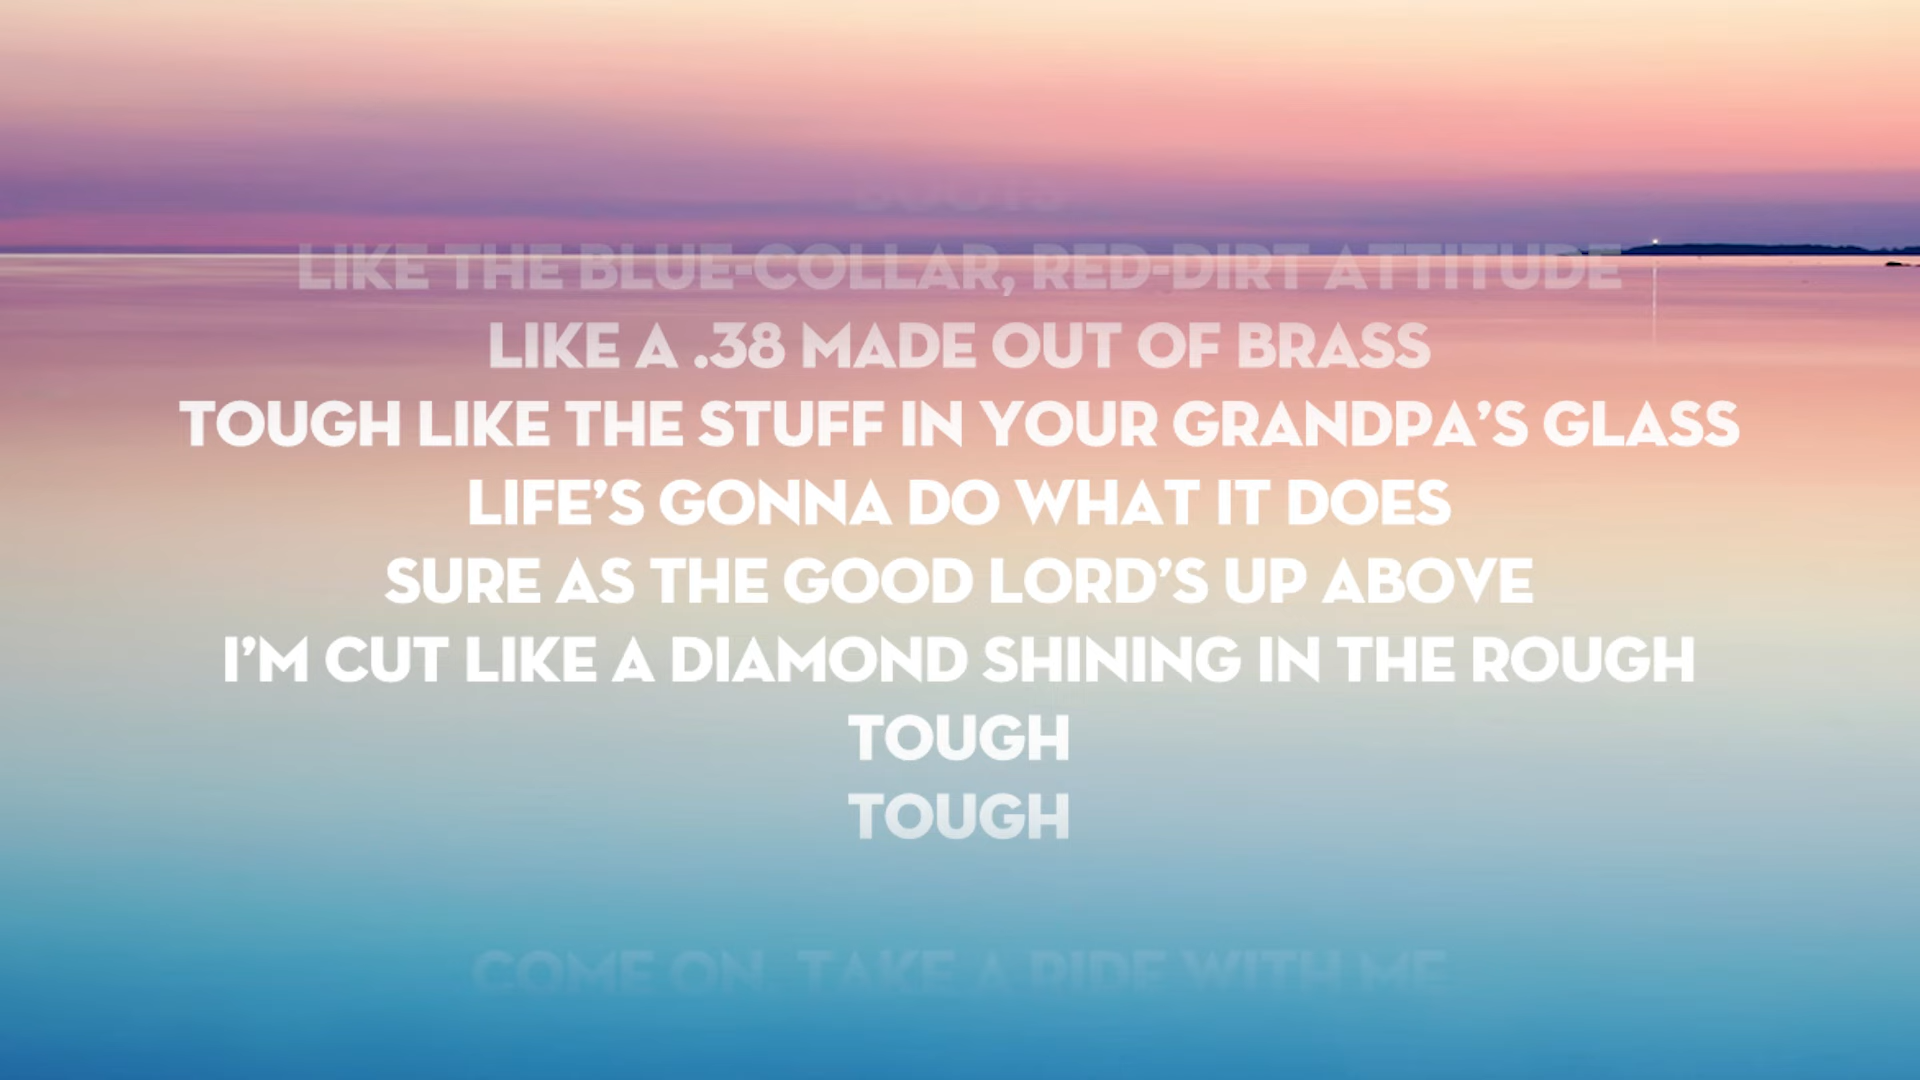 BOOTS
LIKE THE BLUE-COLLAR, RED-DIRT ATTITUDE
LIKE A .38 MADE OUT OF BRASS
TOUGH LIKE THE STUFF IN YOUR GRANDPA’S GLASS
LIFE’S GONNA DO WHAT IT DOES
SURE AS THE GOOD LORD’S UP ABOVE
I’M CUT LIKE A DIAMOND SHINING IN THE ROUGH
TOUGH
TOUGH
COME ON, TAKE A RIDE WITH ME